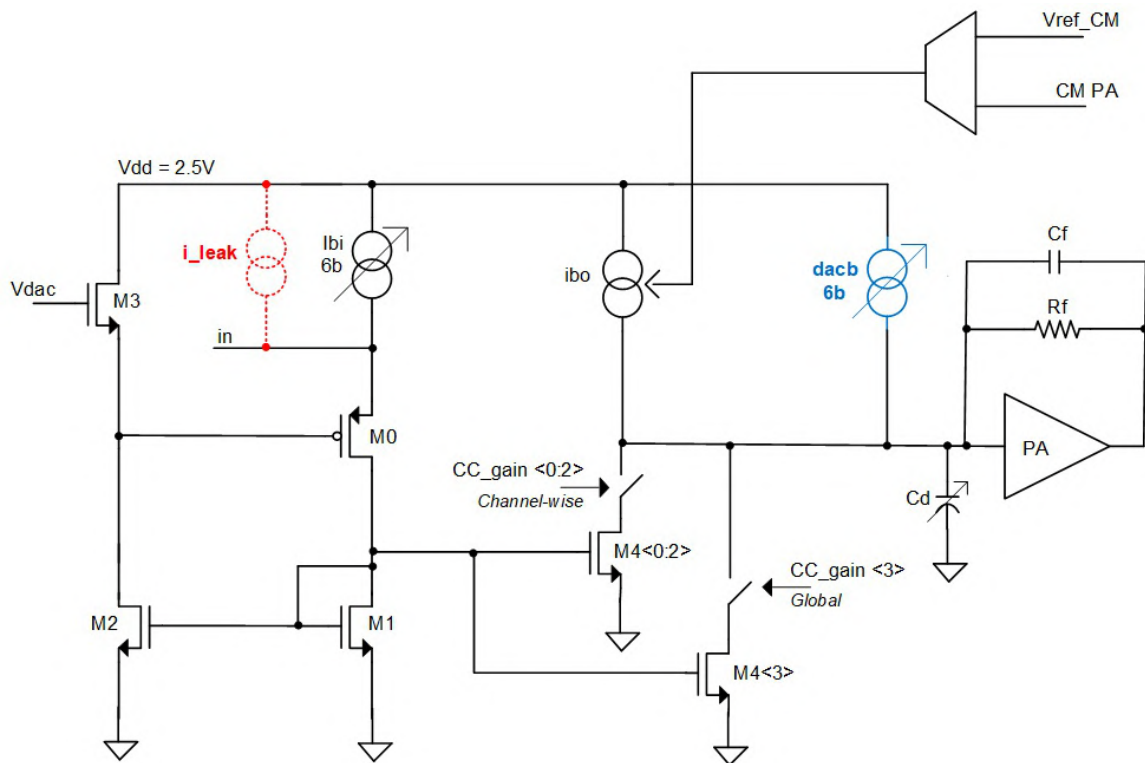 Vref_CM
CM PA
Vdd = 2.5V
i_leak
Ibi
6b
ibo
dacb
6b
Cf
Rf
Vdac
M3
in
M0
PA
CC_gain <0:2>
Channel-wise
Cd
M4<0:2>
CC_gain <3>
Global
M2
M1
M4<3>